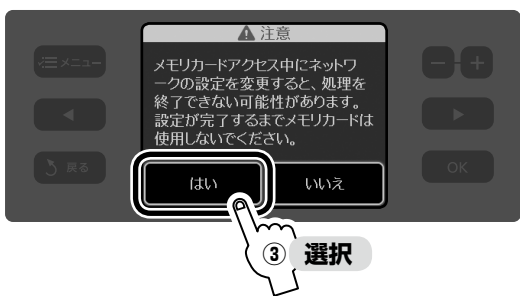 注意
メニュー
メモリカードアクセス中にネットワ
ークの設定を変更すると、処理を
終了できない可能性があります。
設定が完了するまでメモリカードは
使用しないでください。
戻る
はい
いいえ
OK
③ 選択